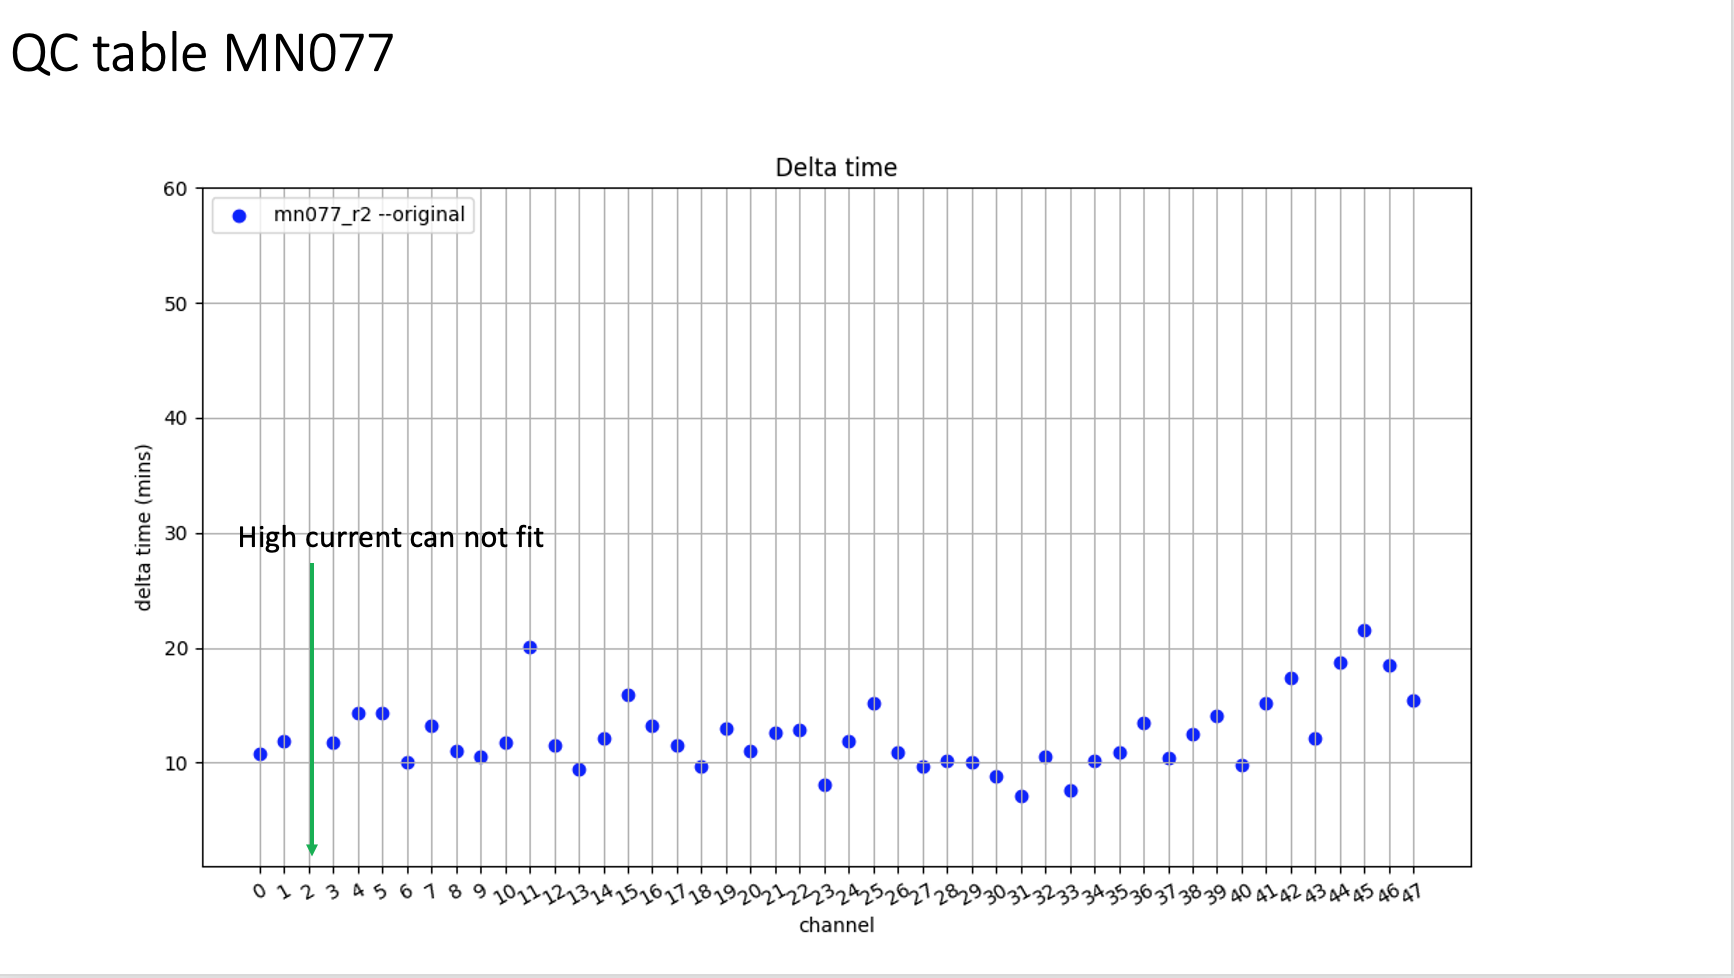 QC table MN077
Delta time
60
mn077_r2 --original
50
40
30
High current can not fit
20
10
delta time (mins)
0 1 2 3 4 5 6 7 8 9 10 11 12 13 14 15 16 17 18 19 20 21 22 23 24 25 26 27 28 29 30 31 32 33 34 35 36 37 38 39 40 41 42 43 44 45 46 47
channel